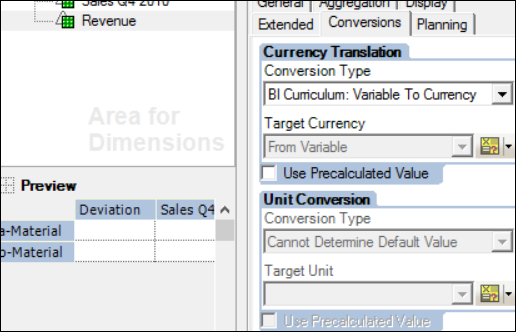 Sales Q4 2010
Revenue
Area for
Dimensions
Preview
Deviation Sales Q4
a-Material
o-Material
General Aggregation Display
Extended Conversions Planning
Currency Translation
Conversion Type
BI Curiculum: Variable To Currency
Target Currency
From Variable
Use Precalculated Value
Unit Conversion
Conversion Type
Cannot Determine Default Value
Target Unit
Use Precalculated Value